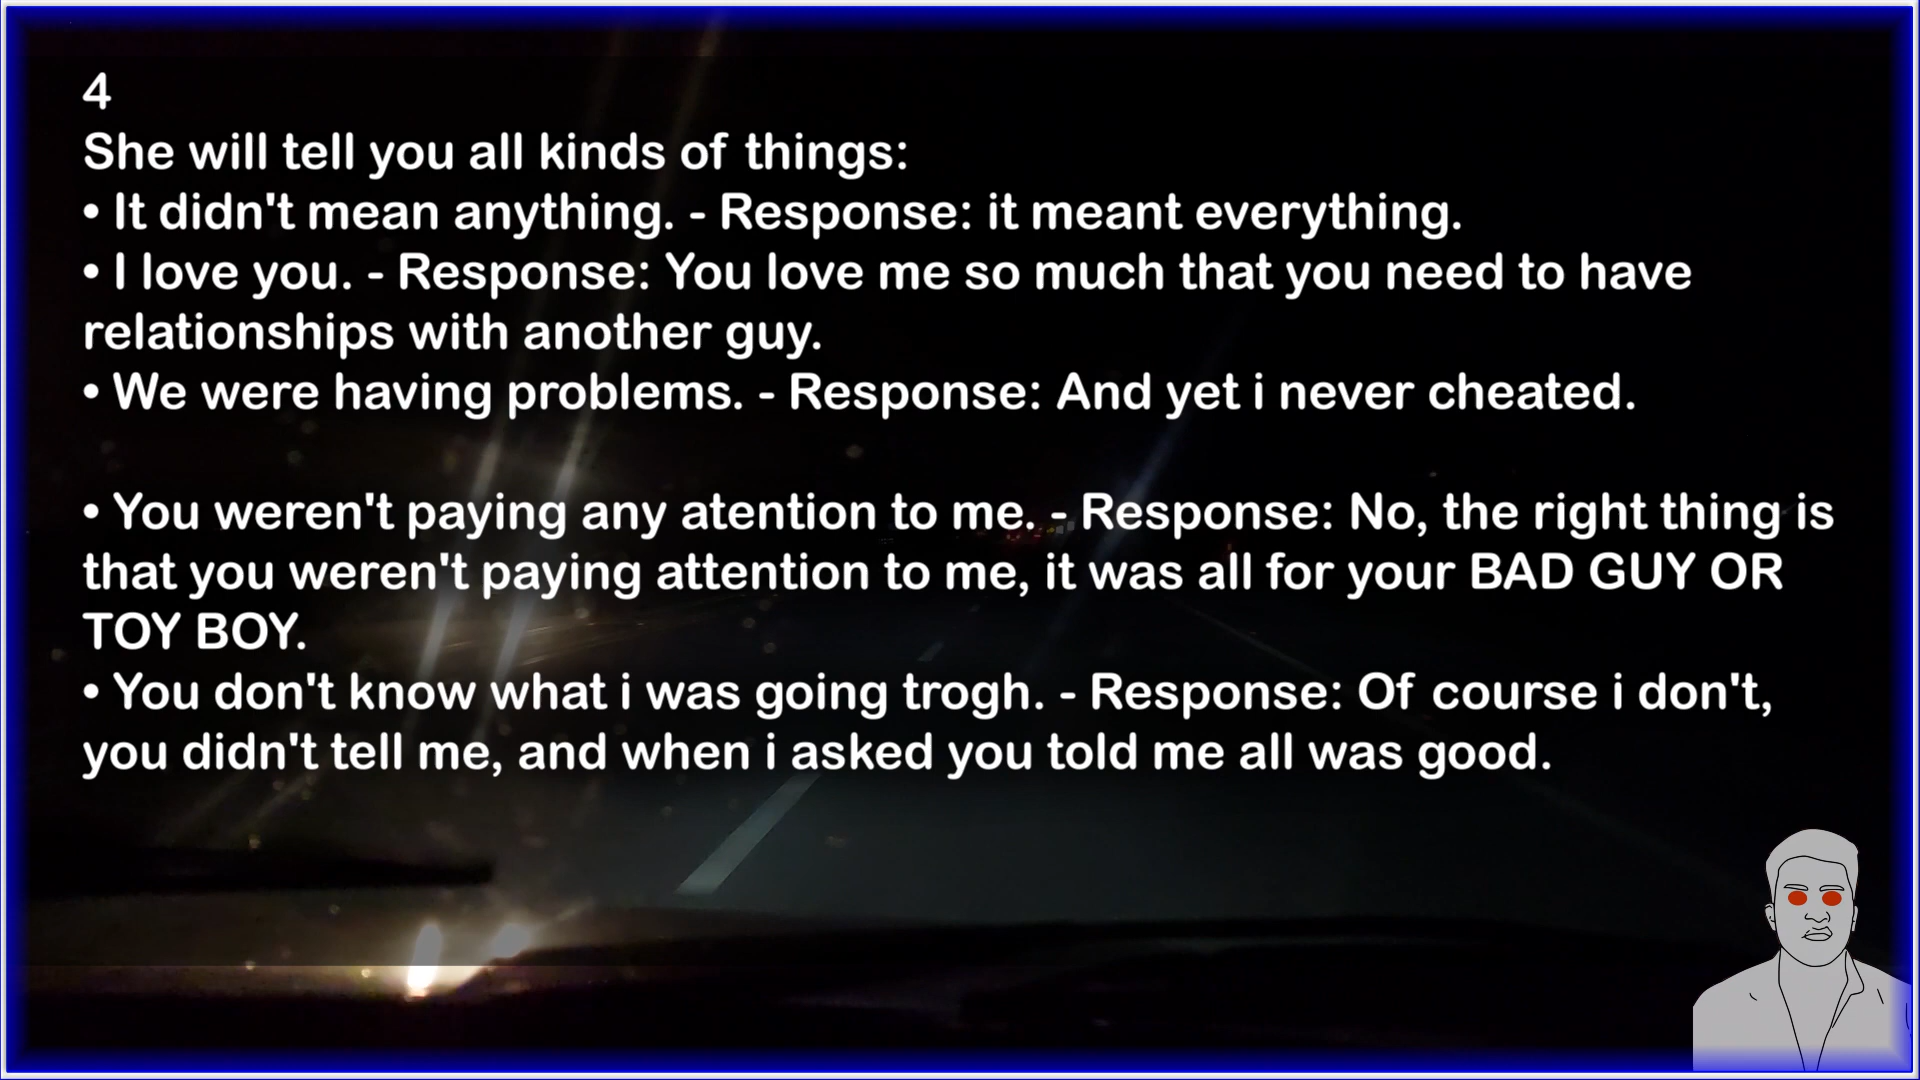 4
She will tell you all kinds of things:
• It didn't mean anything. - Response: it meant everything.
• I love you. - Response: You love me so much that you need to have
relationships with another guy.
• We were having problems. - Response: And yet i never cheated.
• You weren't paying any atention to me. - Response: No, the right thing is
that you weren't paying attention to me, it was all for your BAD GUY OR
TOY BOY.
• You don't know what i was going trogh. - Response: Of course i don't,
you didn't tell me, and when i asked you told me all was good.